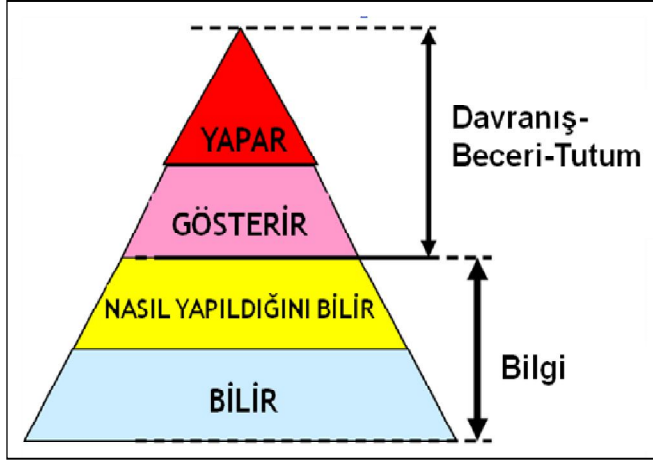 YAPAR
GÖSTERİR
NASIL YAPILDIĞINI BİLİR
BİLİR
Davranış-
Beceri-Tutum
Bilgi